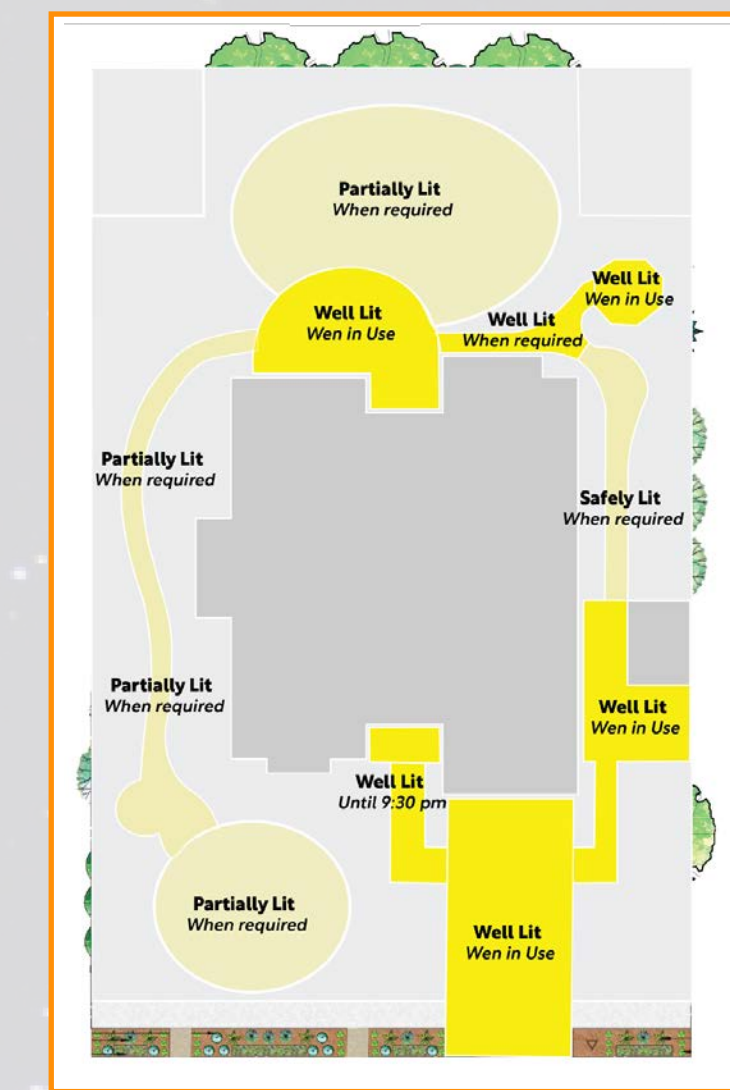 Partially Lit
When required
Well Lit
Wen in Use
Well Lit
Wen in Use
Well Lit
When required
Partially Lit
When required
Safely Lit
When required
Partially Lit
When required
Well Lit
Wen in Use
Well Lit
Until 9:30 pm
Partially Lit
When required
Well Lit
Wen in Use